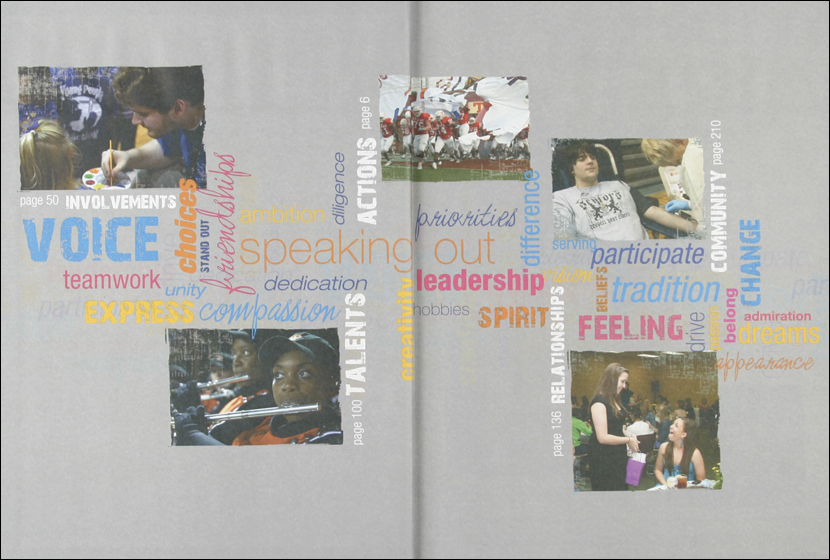 page 50 INVOLVEMENTS
VOICE
teamwork
unity
EXPRESS
compassion
choices
STAND OUT
friendships
ambition
diligence
ACTIONS page 6
speaking out
dedication
page 100 TALENTS
priorities
difference
leadership
creativity
hobbies
SPIRIT
page 136 RELATIONSHIPS
serving
participate
BELIEFS
tradition
FEELING
COMMUNITY page 210
CHANGE
drive
belong
admiration
dreams
appearance